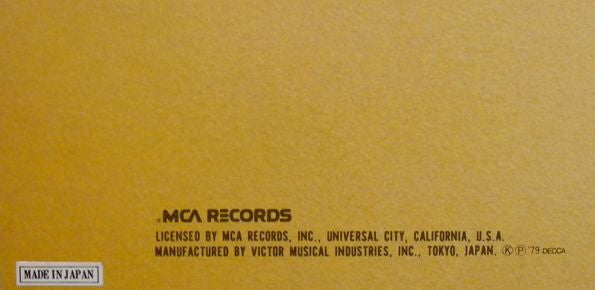 MCA RECORDS
LICENSED BY MCA RECORDS, INC., UNIVERSAL CITY, CALIFORNIA, U.S.A.
MANUFACTURED BY VICTOR MUSICAL INDUSTRIES, INC., TOKYO, JAPAN. Ⓚ Ⓟ '79 DECCA
MADE IN JAPAN